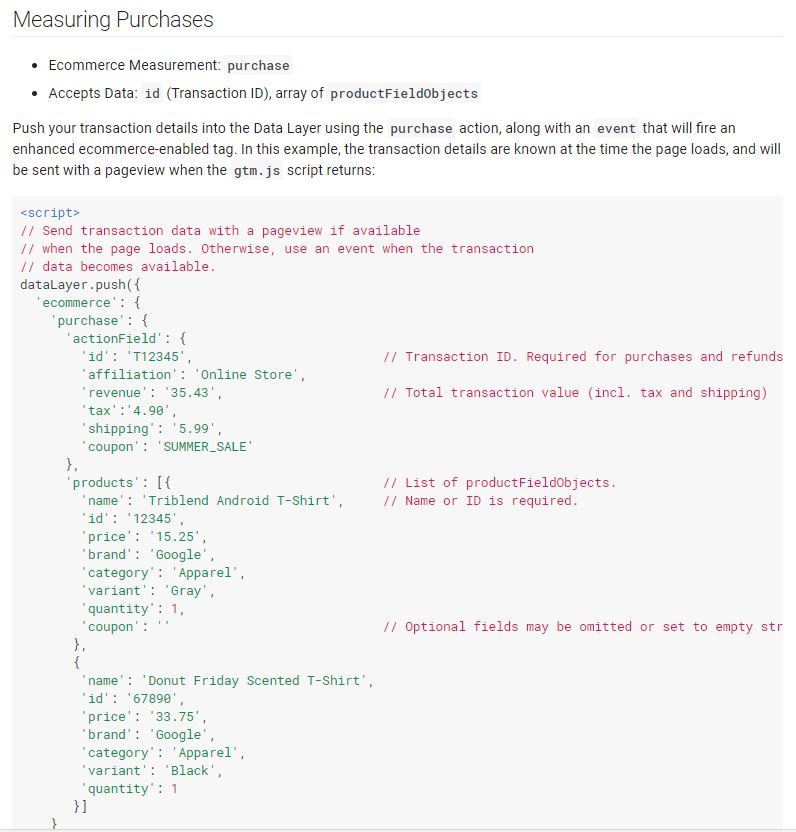 Measuring Purchases
• Ecommerce Measurement: purchase
• Accepts Data: id (Transaction ID), array of productFieldObjects
Push your transaction details into the Data Layer using the purchase action, along with an event that will fire an
enhanced ecommerce-enabled tag. In this example, the transaction details are known at the time the page loads, and will
be sent with a pageview when the gtm.js script returns:
<script>
// Send transaction data with a pageview if available
// when the page loads. Otherwise, use an event when the transaction
// data becomes available.
dataLayer.push({
  'ecommerce': {
    'purchase': {
      'actionField': {
        'id': 'T12345',                         // Transaction ID. Required for purchases and refunds
        'affiliation': 'Online Store',
        'revenue': '35.43',                     // Total transaction value (incl. tax and shipping)
        'tax':'4.90',
        'shipping': '5.99',
        'coupon': 'SUMMER_SALE'
      },
      'products': [{                            // List of productFieldObjects.
        'name': 'Triblend Android T-Shirt',     // Name or ID is required.
        'id': '12345',
        'price': '15.25',
        'brand': 'Google',
        'category': 'Apparel',
        'variant': 'Gray',
        'quantity': 1,
        'coupon': ''                            // Optional fields may be omitted or set to empty str
       },
       {
        'name': 'Donut Friday Scented T-Shirt',
        'id': '67890',
        'price': '33.75',
        'brand': 'Google',
        'category': 'Apparel',
        'variant': 'Black',
        'quantity': 1
       }]
    }